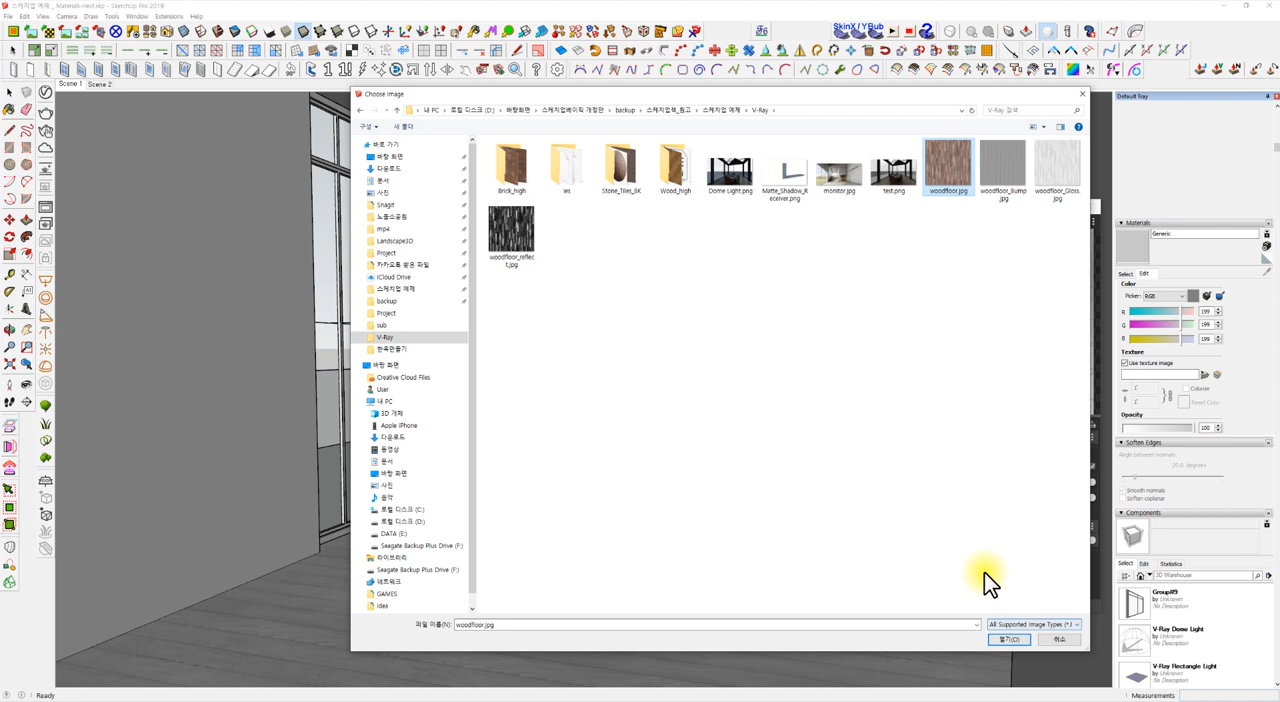 스케치업 예제 _ Materials-next.skp - SketchUp Pro 2019
File Edit View Camera Draw Tools Window Extensions Help
SkinX/YBub
Scene 1 Scene 2
Choose Image
내 PC › 로컬 디스크 (D:) › 바탕화면 › 스케치업베이직 개정판 › backup › 스케치업책_원고 › 스케치업 예제 › V-Ray ›
V-Ray 검색
구성 새 폴더
바로 가기
바탕 화면
다운로드
문서
사진
Snagit
노들소공원
mp4
Landscape3D
Project
카카오톡 받은 파일
iCloud Drive
스케치업 예제
backup
Project
sub
V-Ray
한옥만들기
바탕 화면
Creative Cloud Files
User
내 PC
3D 개체
Apple iPhone
다운로드
동영상
문서
바탕 화면
사진
음악
로컬 디스크 (C:)
로컬 디스크 (D:)
DATA (E:)
Seagate Backup Plus Drive (F:)
라이브러리
Seagate Backup Plus Drive (F:)
네트워크
GAMES
Idea
Brick_high
ies
Stone_Tiles_8K
Wood_high
Dome Light.png
Matte_Shadow_Receiver.png
monitor.jpg
test.png
woodfloor.jpg
woodfloor_Bump.jpg
woodfloor_Gloss.jpg
woodfloor_reflect.jpg
파일 이름(N): woodfloor.jpg
All Supported Image Types (*.
열기(O) 취소
Default Tray
Materials
Generic
Select Edit
Color
Picker: RGB
R 199
G 199
B 199
Texture
Use texture image
Colorize
Reset Color
Opacity
100
Soften Edges
Angle between normals:
20.0 degrees
Smooth normals
Soften coplanar
Components
Select Edit Statistics
3D Warehouse
Group#9
by Unknown
No Description
V-Ray Dome Light
by Unknown
No Description
V-Ray Rectangle Light
by Unknown
No Description
Ready
Measurements